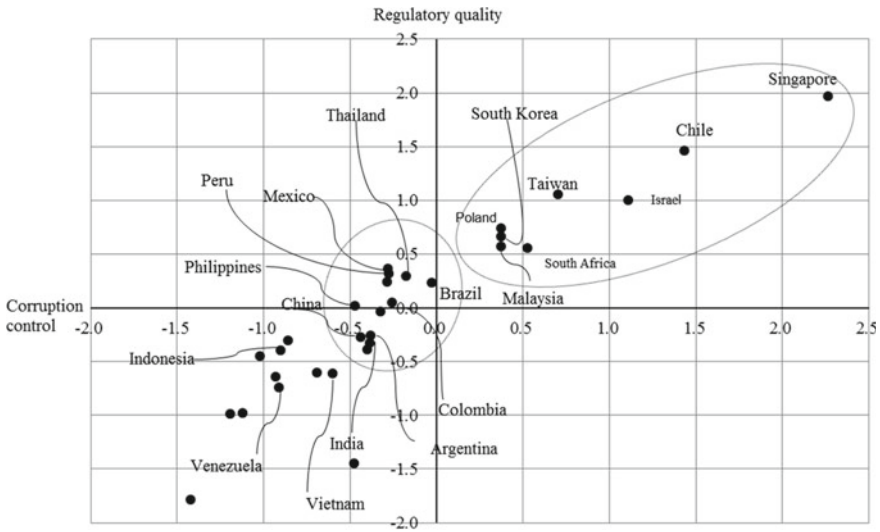 Regulatory quality
2.5
Singapore
2.0
Thailand
South Korea
Chile
1.5
Peru
Taiwan
Mexico
1.0
Israel
Poland
0.5
South Africa
Philippines
Brazil
Malaysia
China
Corruption
control
0.0
-2.0
-1.5
-1.0
-0.5
0.0
0.5
1.0
1.5
2.0
2.5
Indonesia
-0.5
-1.0
Colombia
India
Argentina
Venezuela
-1.5
Vietnam
-2.0